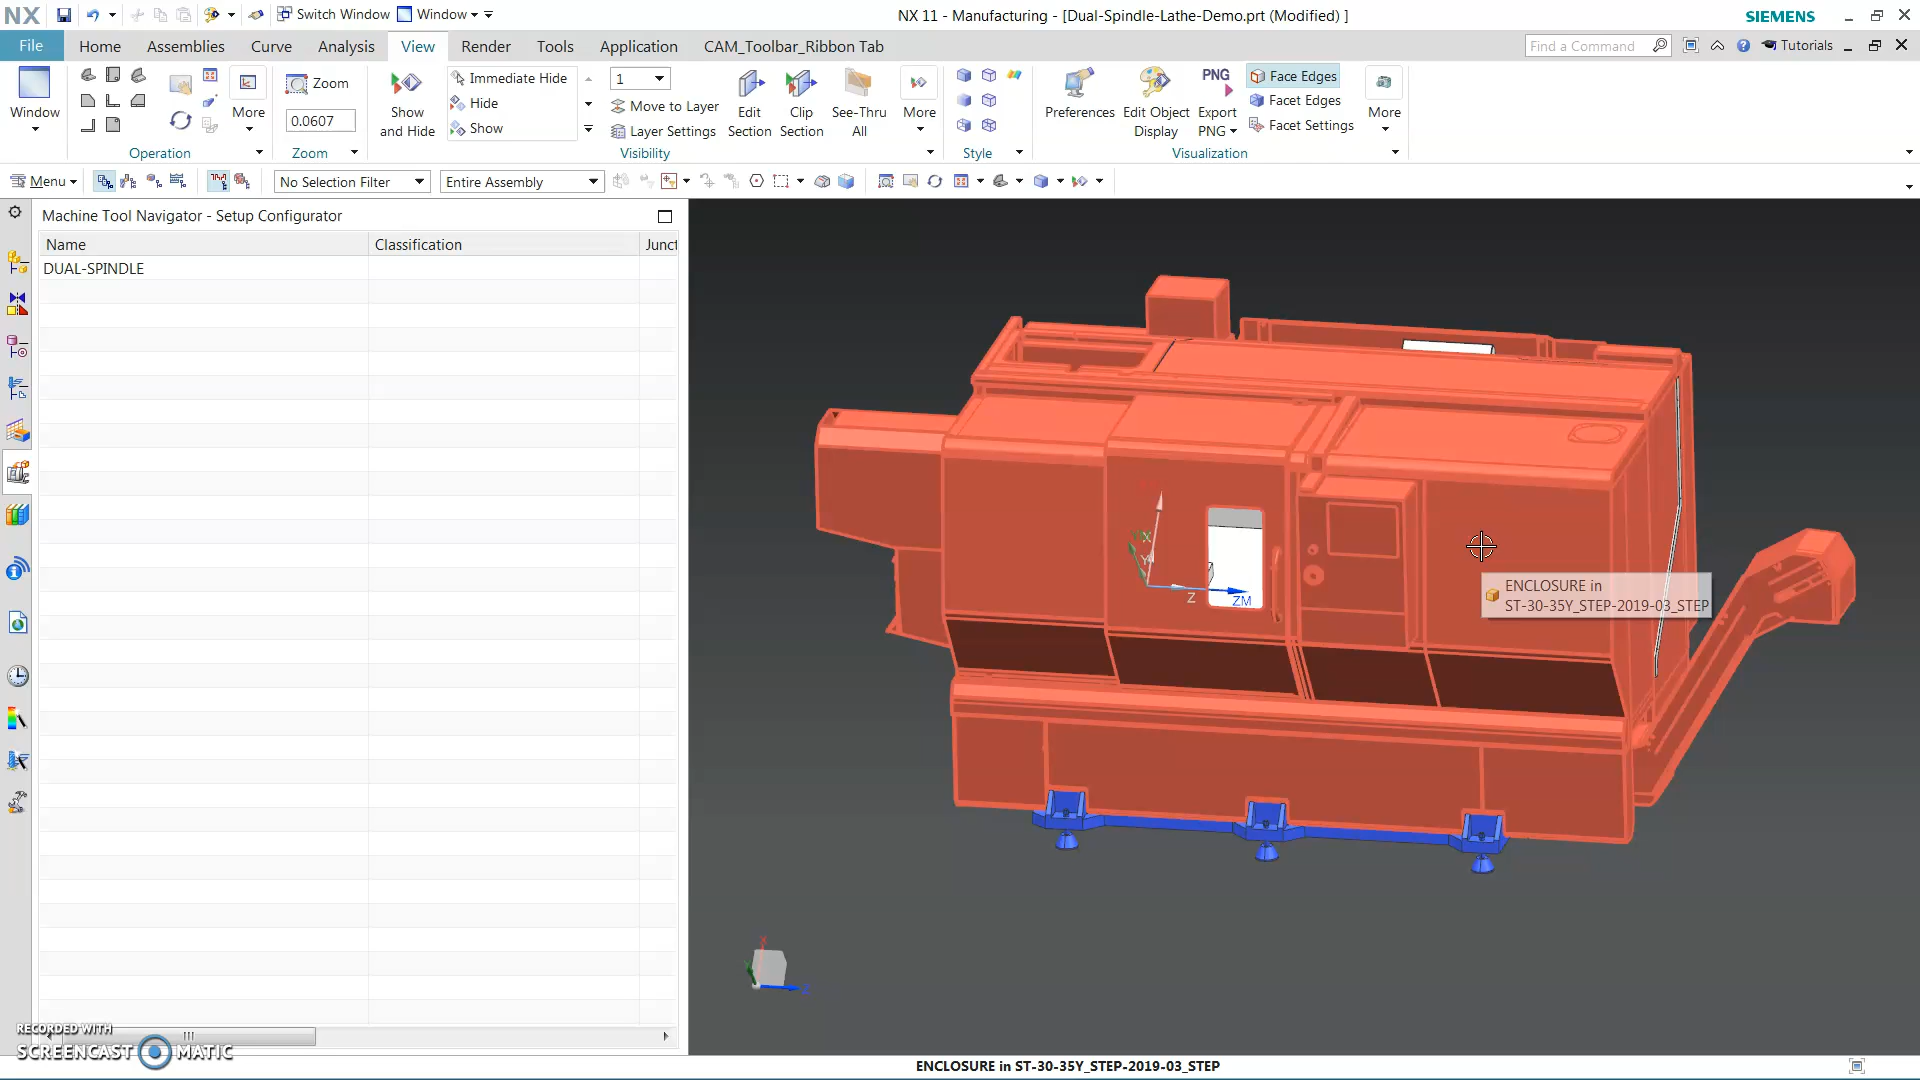 NX
Switch Window
Window
NX 11 - Manufacturing - [Dual-Spindle-Lathe-Demo.prt (Modified) ]
SIEMENS
File
Home
Assemblies
Curve
Analysis
View
Render
Tools
Application
CAM_Toolbar_Ribbon Tab
Find a Command
Tutorials
Window
More
Operation
Zoom
0.0607
Zoom
Show
and Hide
Immediate Hide
Hide
Show
1
Move to Layer
Layer Settings
Edit
Section
Clip
Section
See-Thru
All
More
Visibility
Style
Preferences
Edit Object
Display
PNG
Export
PNG
Face Edges
Facet Edges
Facet Settings
More
Visualization
Menu
No Selection Filter
Entire Assembly
Machine Tool Navigator - Setup Configurator
Name
Classification
Junct
DUAL-SPINDLE
Z
ZM
ENCLOSURE in
ST-30-35Y_STEP-2019-03_STEP
RECORDED WITH
SCREENCAST MATIC
ENCLOSURE in ST-30-35Y_STEP-2019-03_STEP